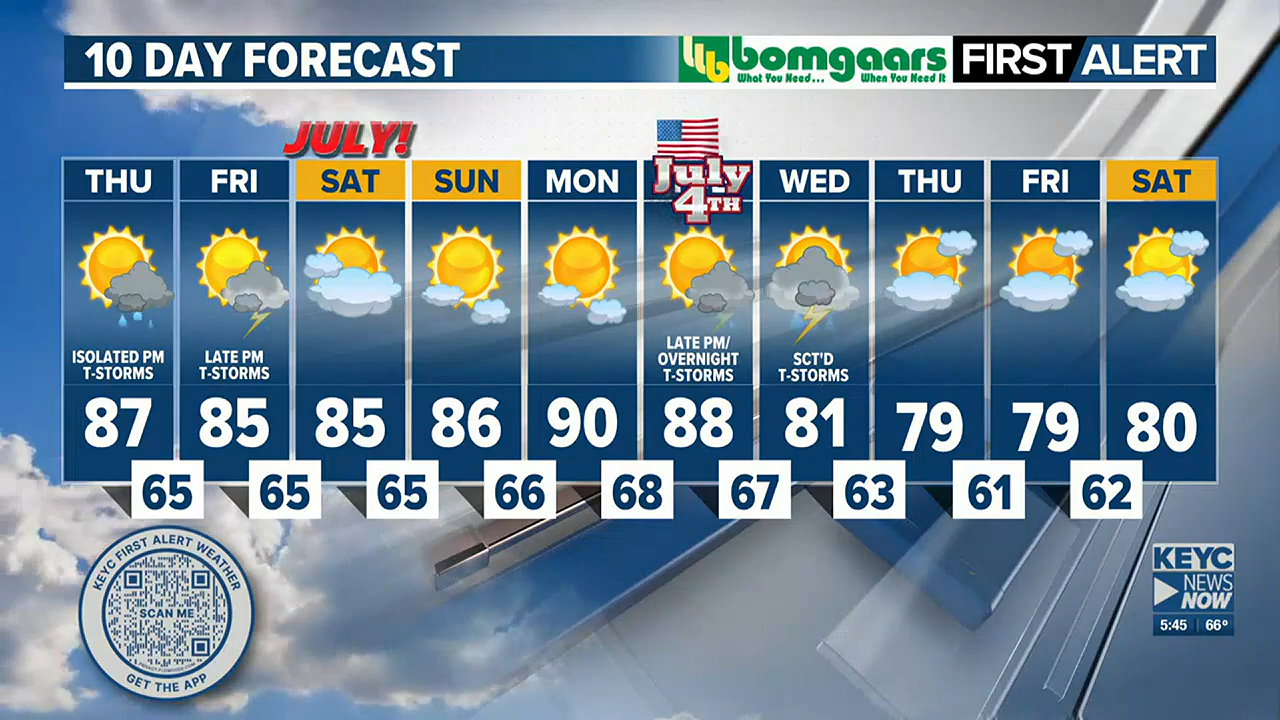 10 DAY FORECAST
bomgaars
What You Need... When You Need It
FIRST ALERT
JULY!
THU FRI SAT SUN MON July 4TH WED THU FRI SAT
ISOLATED PM
T-STORMS
LATE PM
T-STORMS
LATE PM/
OVERNIGHT
T-STORMS
SCT'D
T-STORMS
87 85 85 86 90 88 81 79 79 80
65 65 65 66 68 67 63 61 62
KEYC FIRST ALERT WEATHER
SCAN ME
GET THE APP
KEYC
NEWS
NOW
5:45 66°